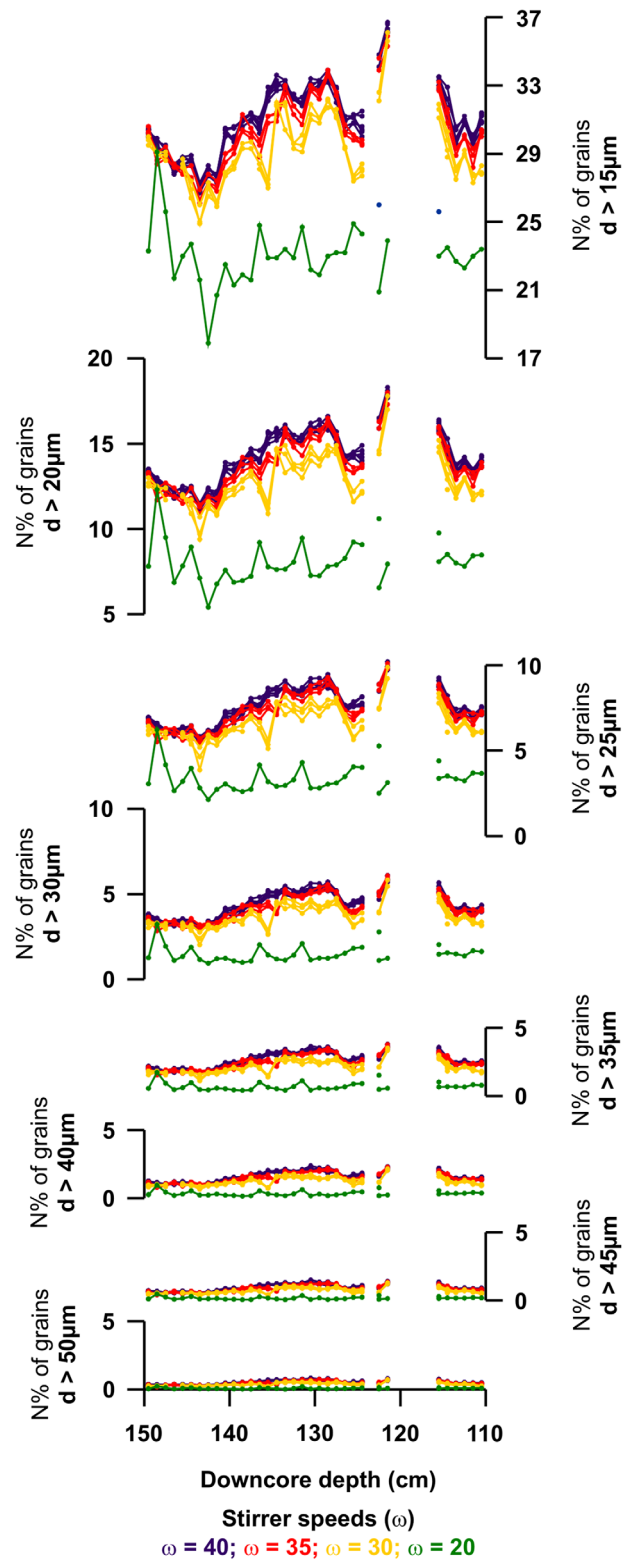 37
33
29
25
21
17
N% of grains
d > 15µm
20
15
10
5
N% of grains
d > 20µm
10
5
0
N% of grains
d > 25µm
10
5
0
N% of grains
d > 30µm
5
0
N% of grains
d > 35µm
5
0
N% of grains
d > 40µm
5
0
N% of grains
d > 45µm
5
0
N% of grains
d > 50µm
150 140 130 120 110
Downcore depth (cm)
Stirrer speeds (ω)
ω = 40; ω = 35; ω = 30; ω = 20